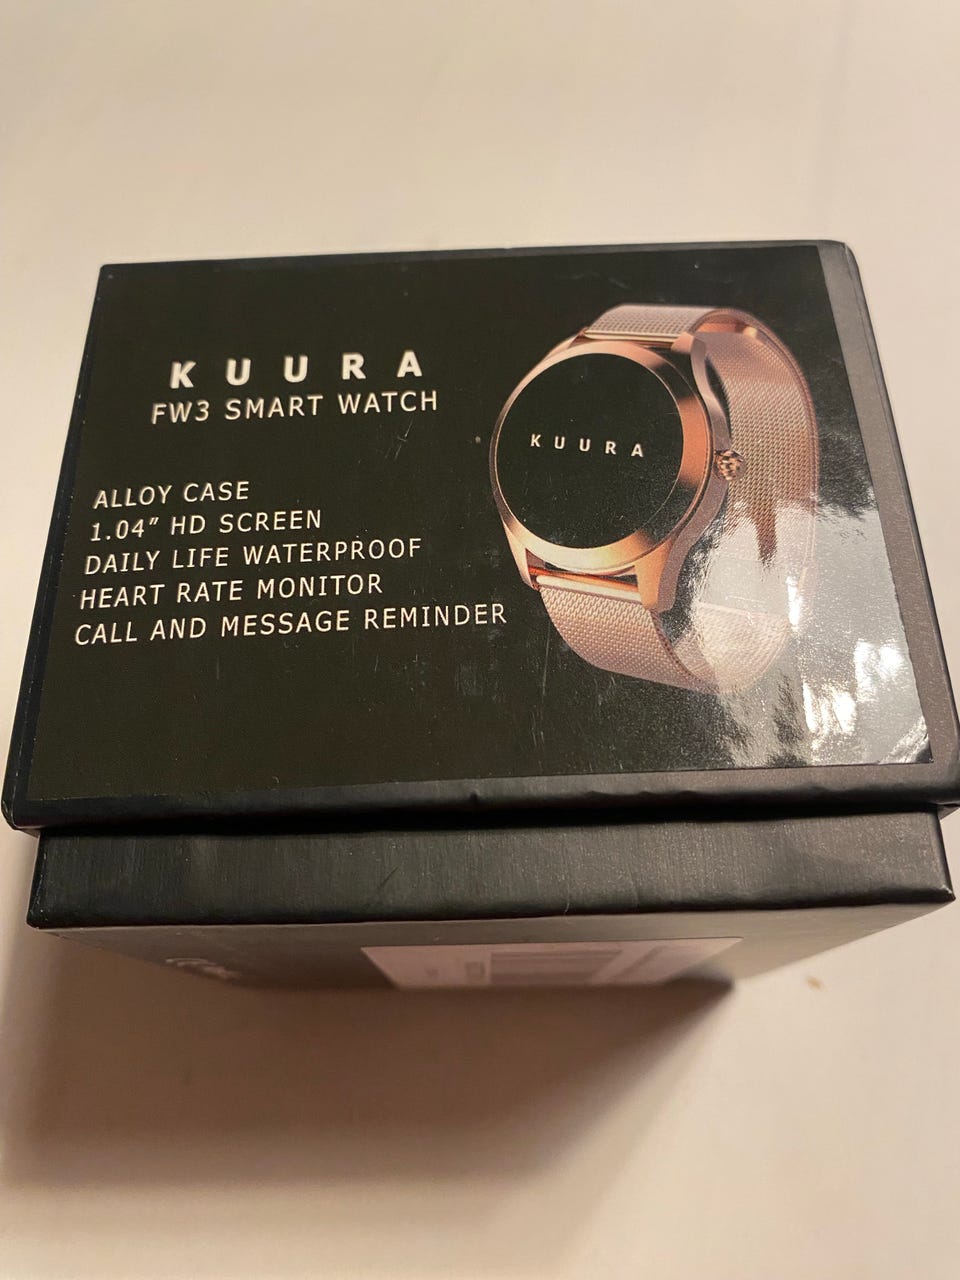 KUURA
FW3 SMART WATCH
ALLOY CASE
1.04" HD SCREEN
DAILY LIFE WATERPROOF
HEART RATE MONITOR
CALL AND MESSAGE REMINDER
KUURA